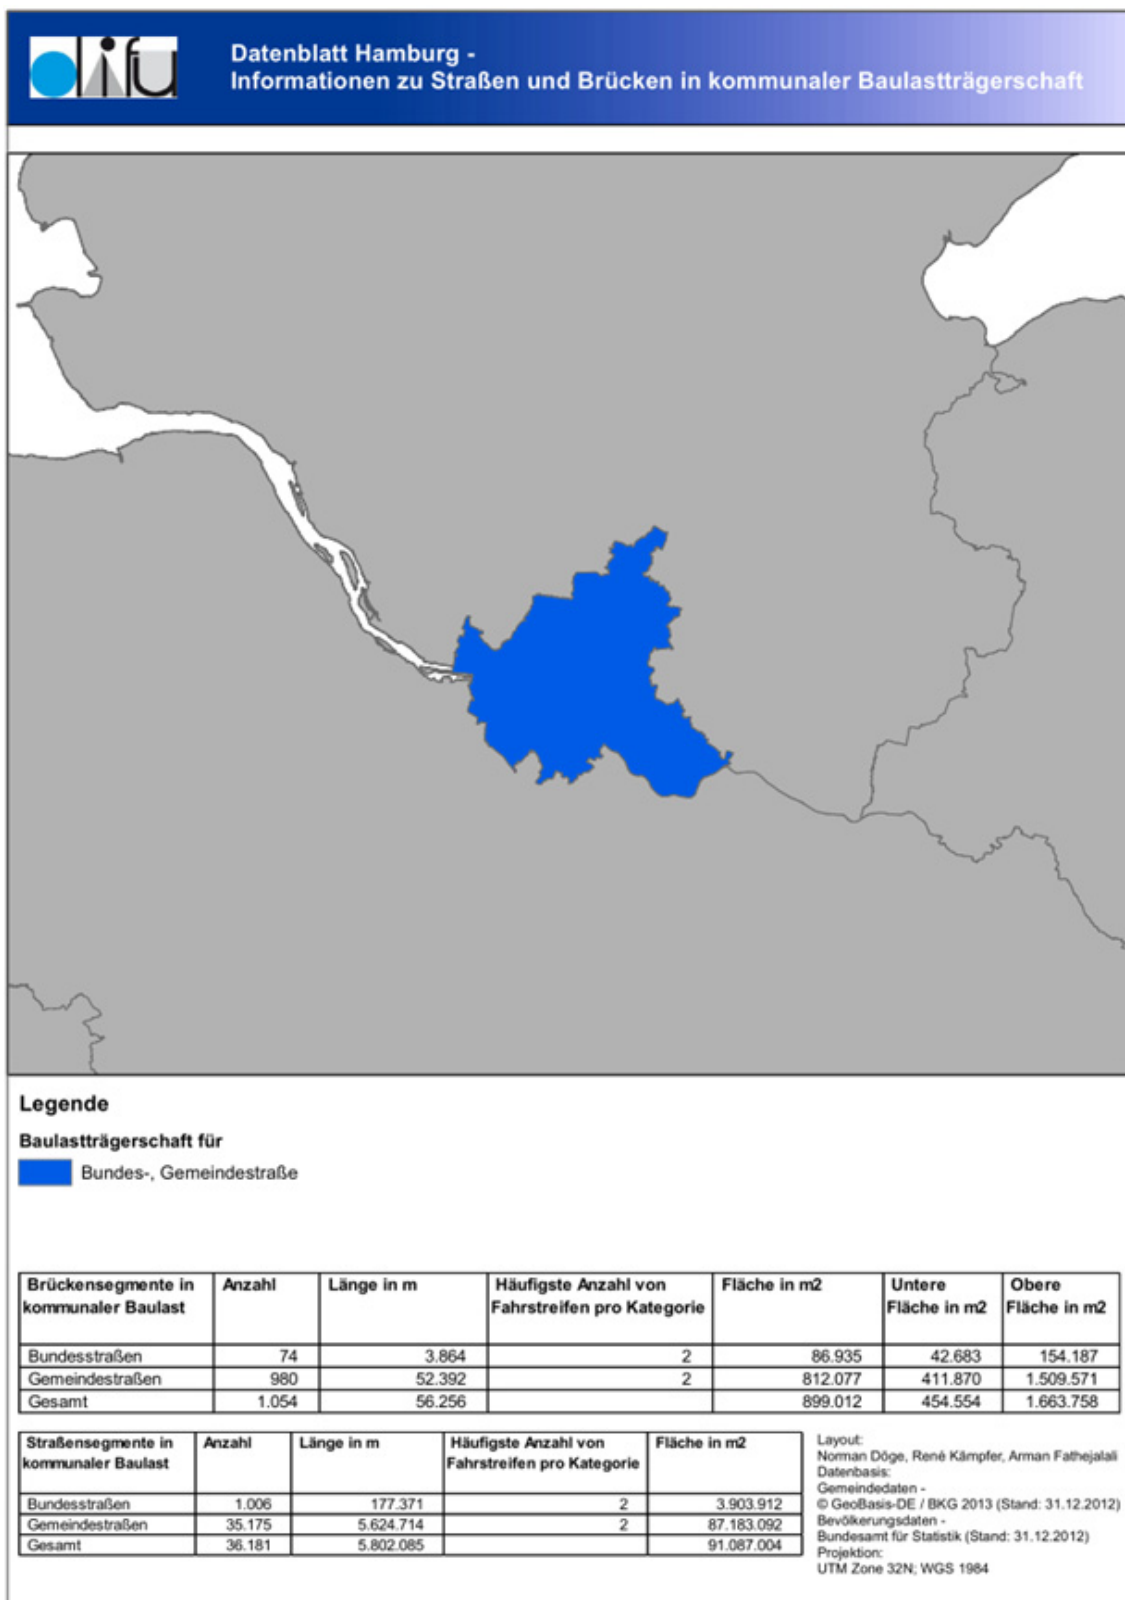 difu
Datenblatt Hamburg -
Informationen zu Straßen und Brücken in kommunaler Baulastträgerschaft
Legende
Baulastträgerschaft für
Bundes-, Gemeindestraße
Brückensegmente in kommunaler Baulast Anzahl Länge in m Häufigste Anzahl von Fahrstreifen pro Kategorie Fläche in m2 Untere Fläche in m2 Obere Fläche in m2
Bundesstraßen 74 3.864 2 86.935 42.683 154.187
Gemeindestraßen 980 52.392 2 812.077 411.870 1.509.571
Gesamt 1.054 56.256 899.012 454.554 1.663.758
Straßensegmente in kommunaler Baulast Anzahl Länge in m Häufigste Anzahl von Fahrstreifen pro Kategorie Fläche in m2
Bundesstraßen 1.006 177.371 2 3.903.912
Gemeindestraßen 35.175 5.624.714 2 87.183.092
Gesamt 36.181 5.802.085 91.087.004
Layout:
Norman Döge, René Kämpfer, Arman Fathejalali
Datenbasis:
Gemeindedaten -
© GeoBasis-DE / BKG 2013 (Stand: 31.12.2012)
Bevölkerungsdaten -
Bundesamt für Statistik (Stand: 31.12.2012)
Projektion:
UTM Zone 32N; WGS 1984